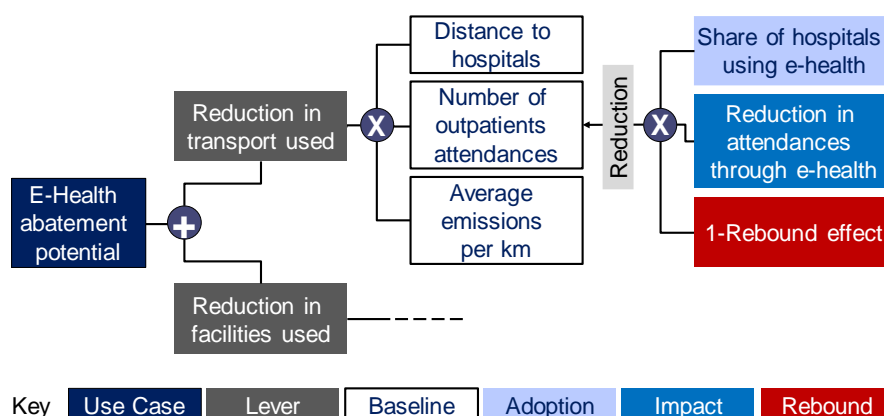 E-Health
abatement
potential
+
Reduction in
transport used
Reduction in
facilities used
X
Distance to
hospitals
Number of
outpatients
attendances
Average
emissions
per km
Reduction
X
Share of hospitals
using e-health
Reduction in
attendances
through e-health
1-Rebound effect
Key Use Case Lever Baseline Adoption Impact Rebound